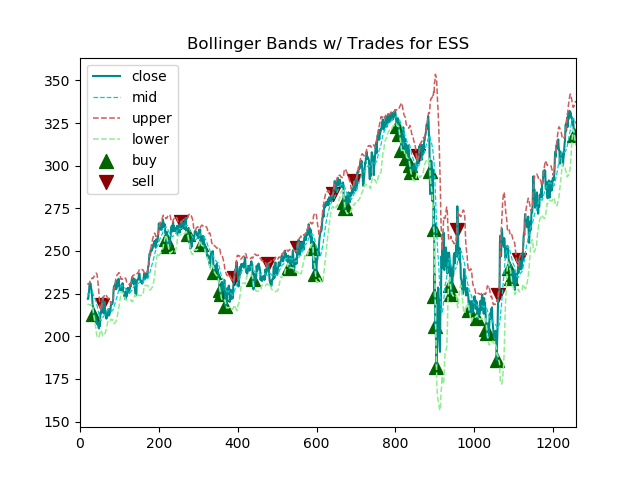 Bollinger Bands w/ Trades for ESS
close
mid
upper
lower
buy
sell
350
325
300
275
250
225
200
175
150
0 200 400 600 800 1000 1200